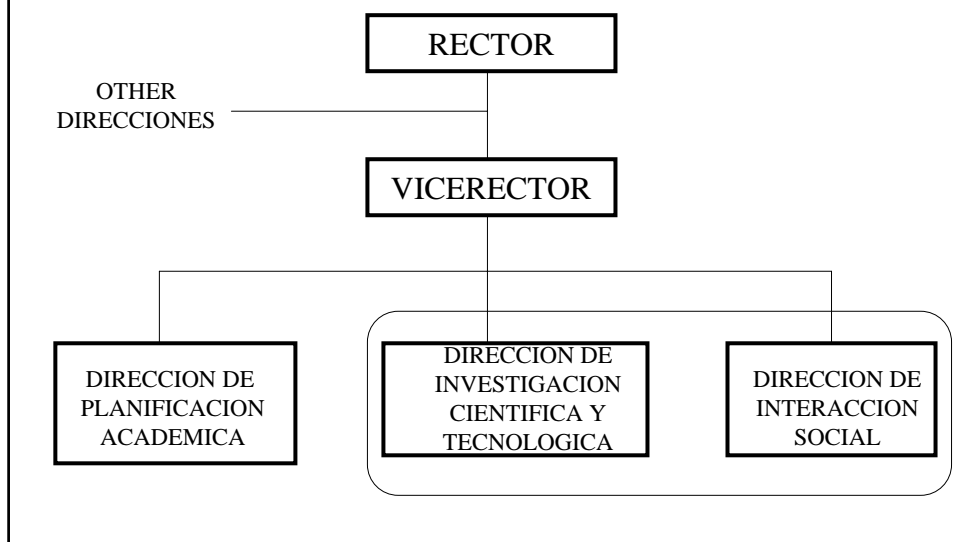 RECTOR
OTHER
DIRECCIONES
VICERECTOR
DIRECCION DE
PLANIFICACION
ACADEMICA
DIRECCION DE
INVESTIGACION
CIENTIFICA Y
TECNOLOGICA
DIRECCION DE
INTERACCION
SOCIAL